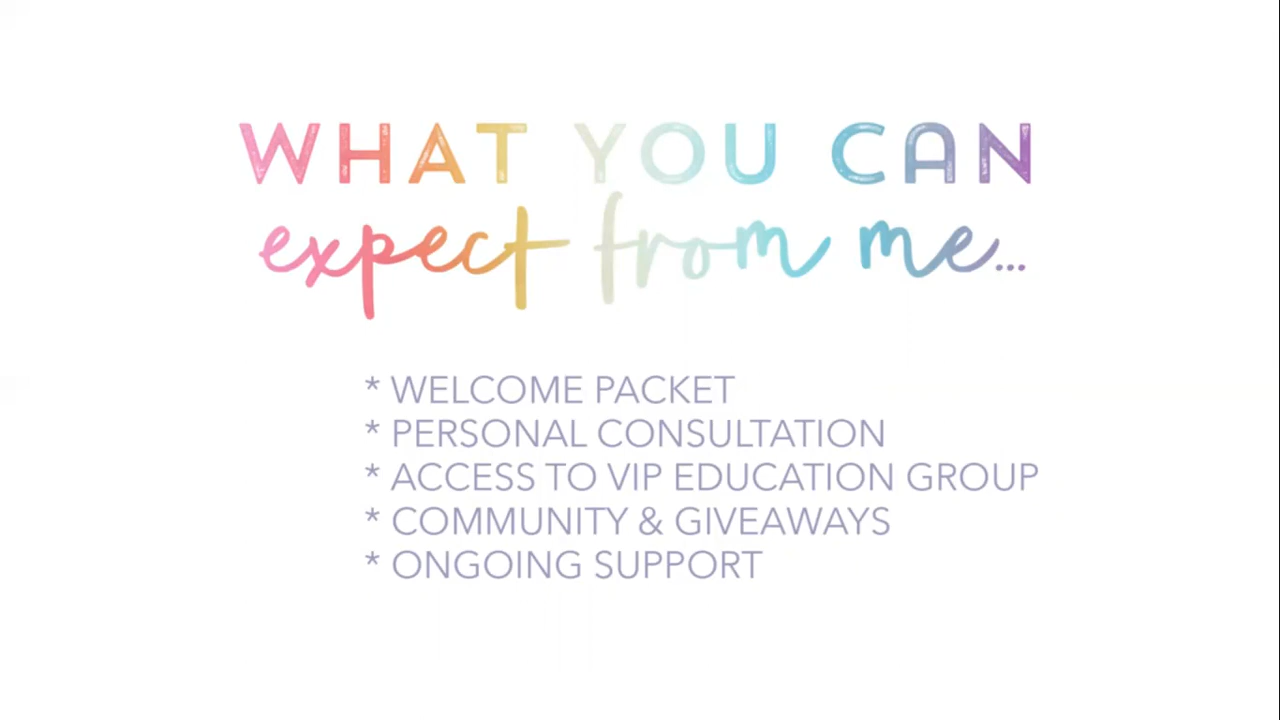 WHAT YOU CAN
expect from me...
* WELCOME PACKET
* PERSONAL CONSULTATION
* ACCESS TO VIP EDUCATION GROUP
* COMMUNITY & GIVEAWAYS
* ONGOING SUPPORT